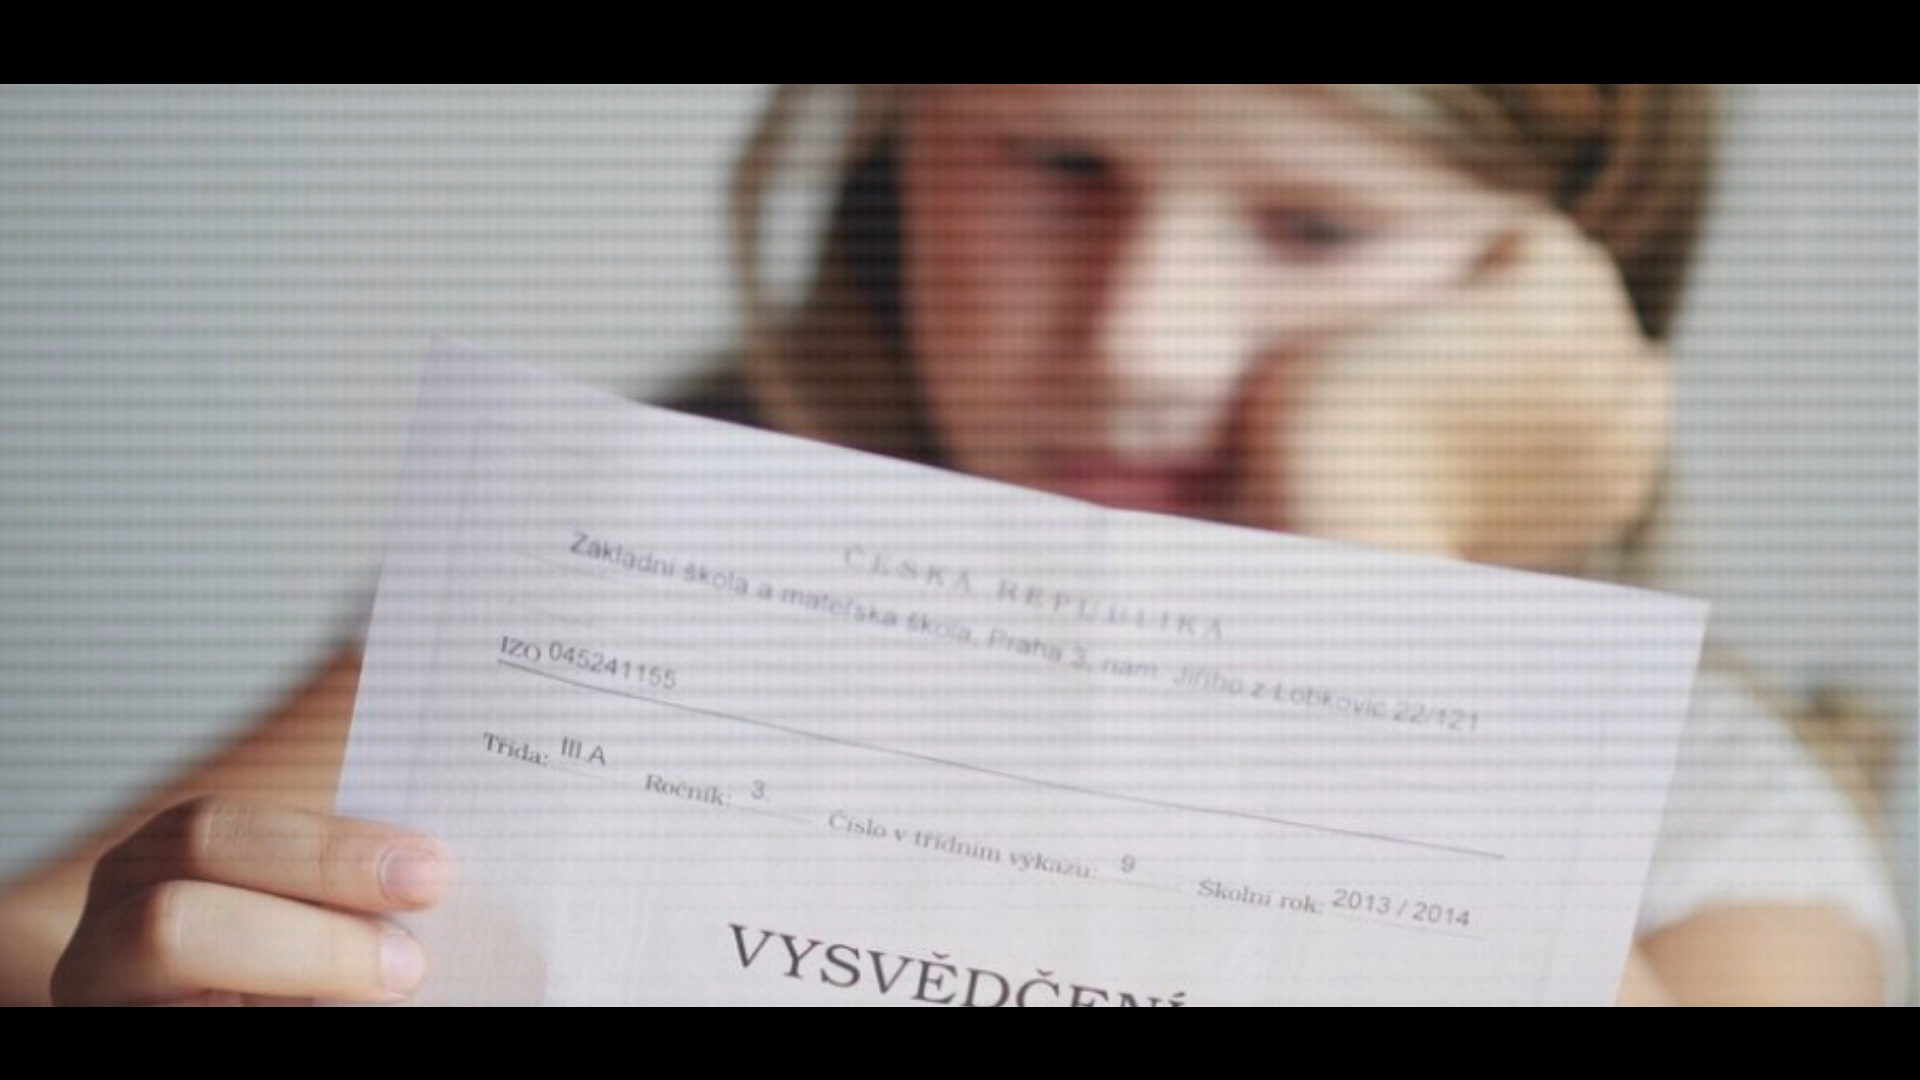 ČESKÁ REPUBLIKA
Základní škola a mateřská škola, Praha 3, nám. Jiřího z Lobkovic 22/121
IZO 045241155
Třída: III.A Ročník: 3. Číslo v třídním výkazu: 9 Školní rok: 2013 / 2014
VYSVĚDČENÍ